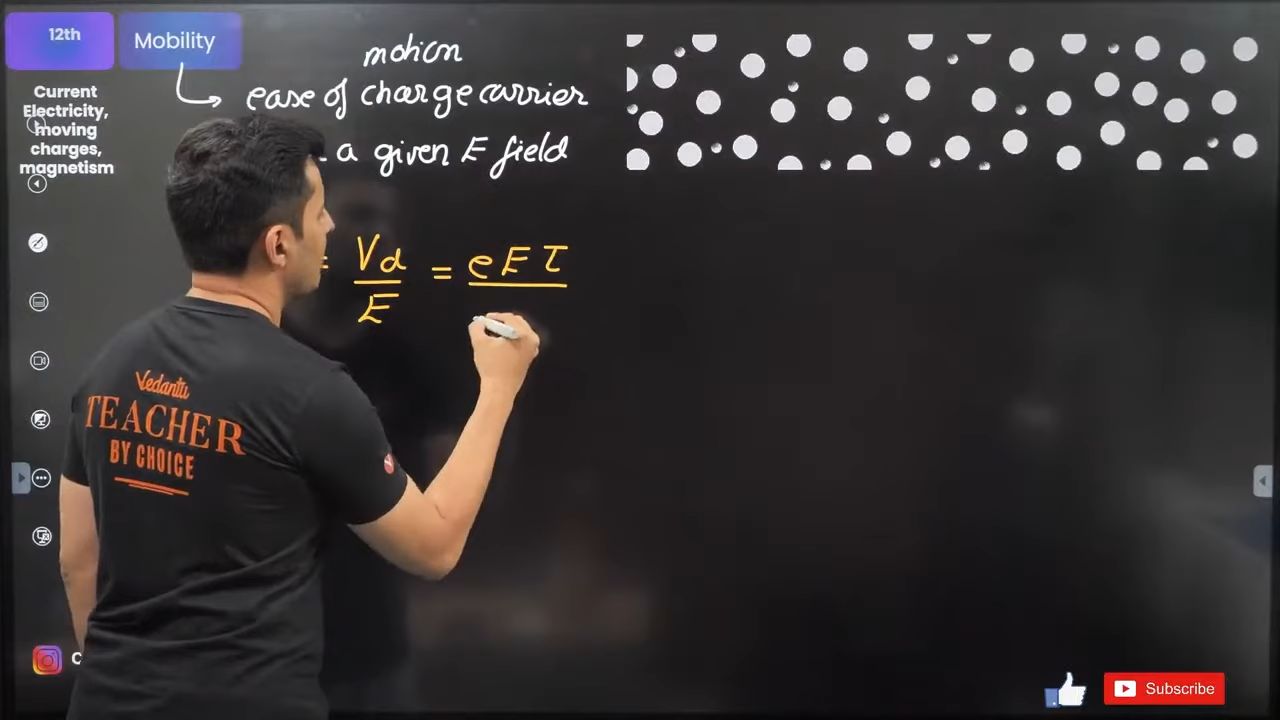 12th
Mobility
Current
Electricity,
moving
charges,
magnetism
motion
ease of charge carrier
a given E field
= Vd / E = e E τ
Vedantu
TEACHER
BY CHOICE
C
Subscribe